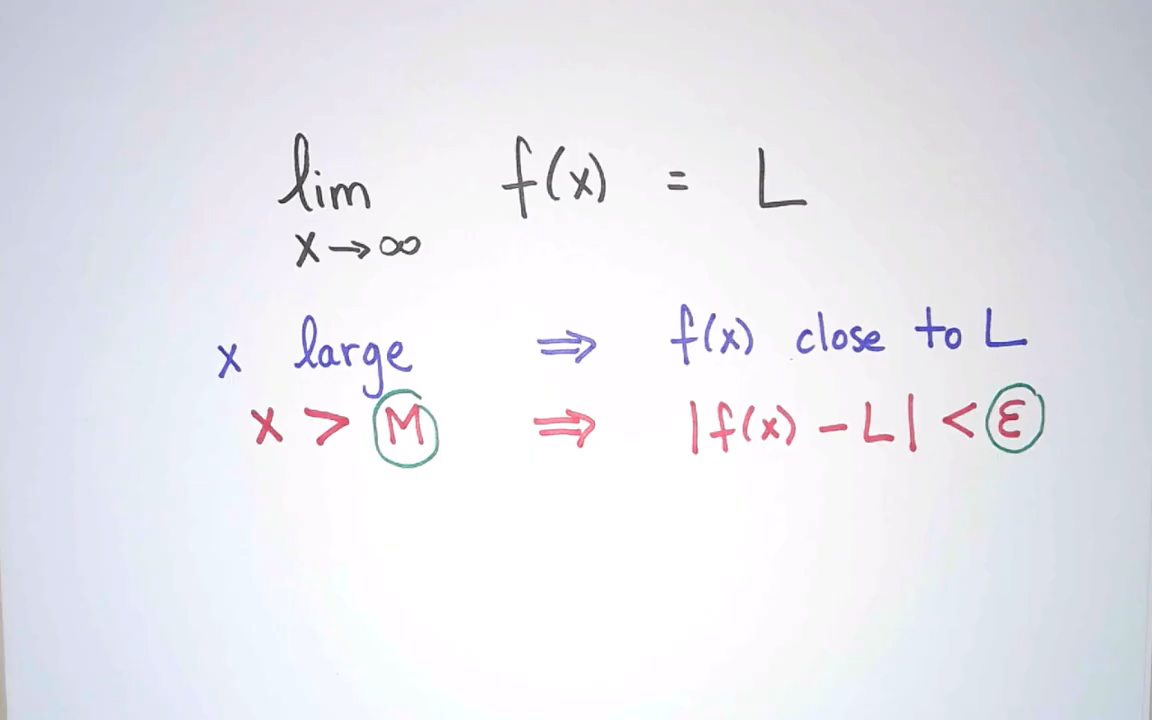 lim f(x) = L
x→∞
x large ⇒ f(x) close to L
x > M ⇒ |f(x) - L| < ε